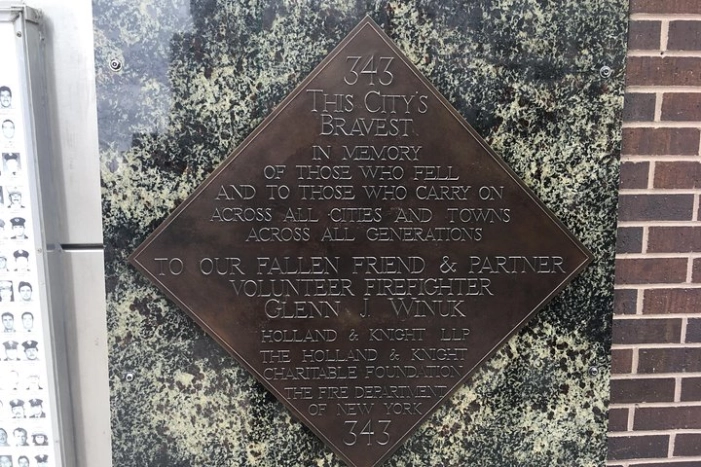 343
THIS CITY'S
BRAVEST
IN MEMORY
OF THOSE WHO FELL
AND TO THOSE WHO CARRY ON
ACROSS ALL CITIES AND TOWNS
ACROSS ALL GENERATIONS
TO OUR FALLEN FRIEND & PARTNER
VOLUNTEER FIREFIGHTER
GLENN J. WINUK
HOLLAND & KNIGHT LLP
THE HOLLAND & KNIGHT
CHARITABLE FOUNDATION
THE FIRE DEPARTMENT
OF NEW YORK
343